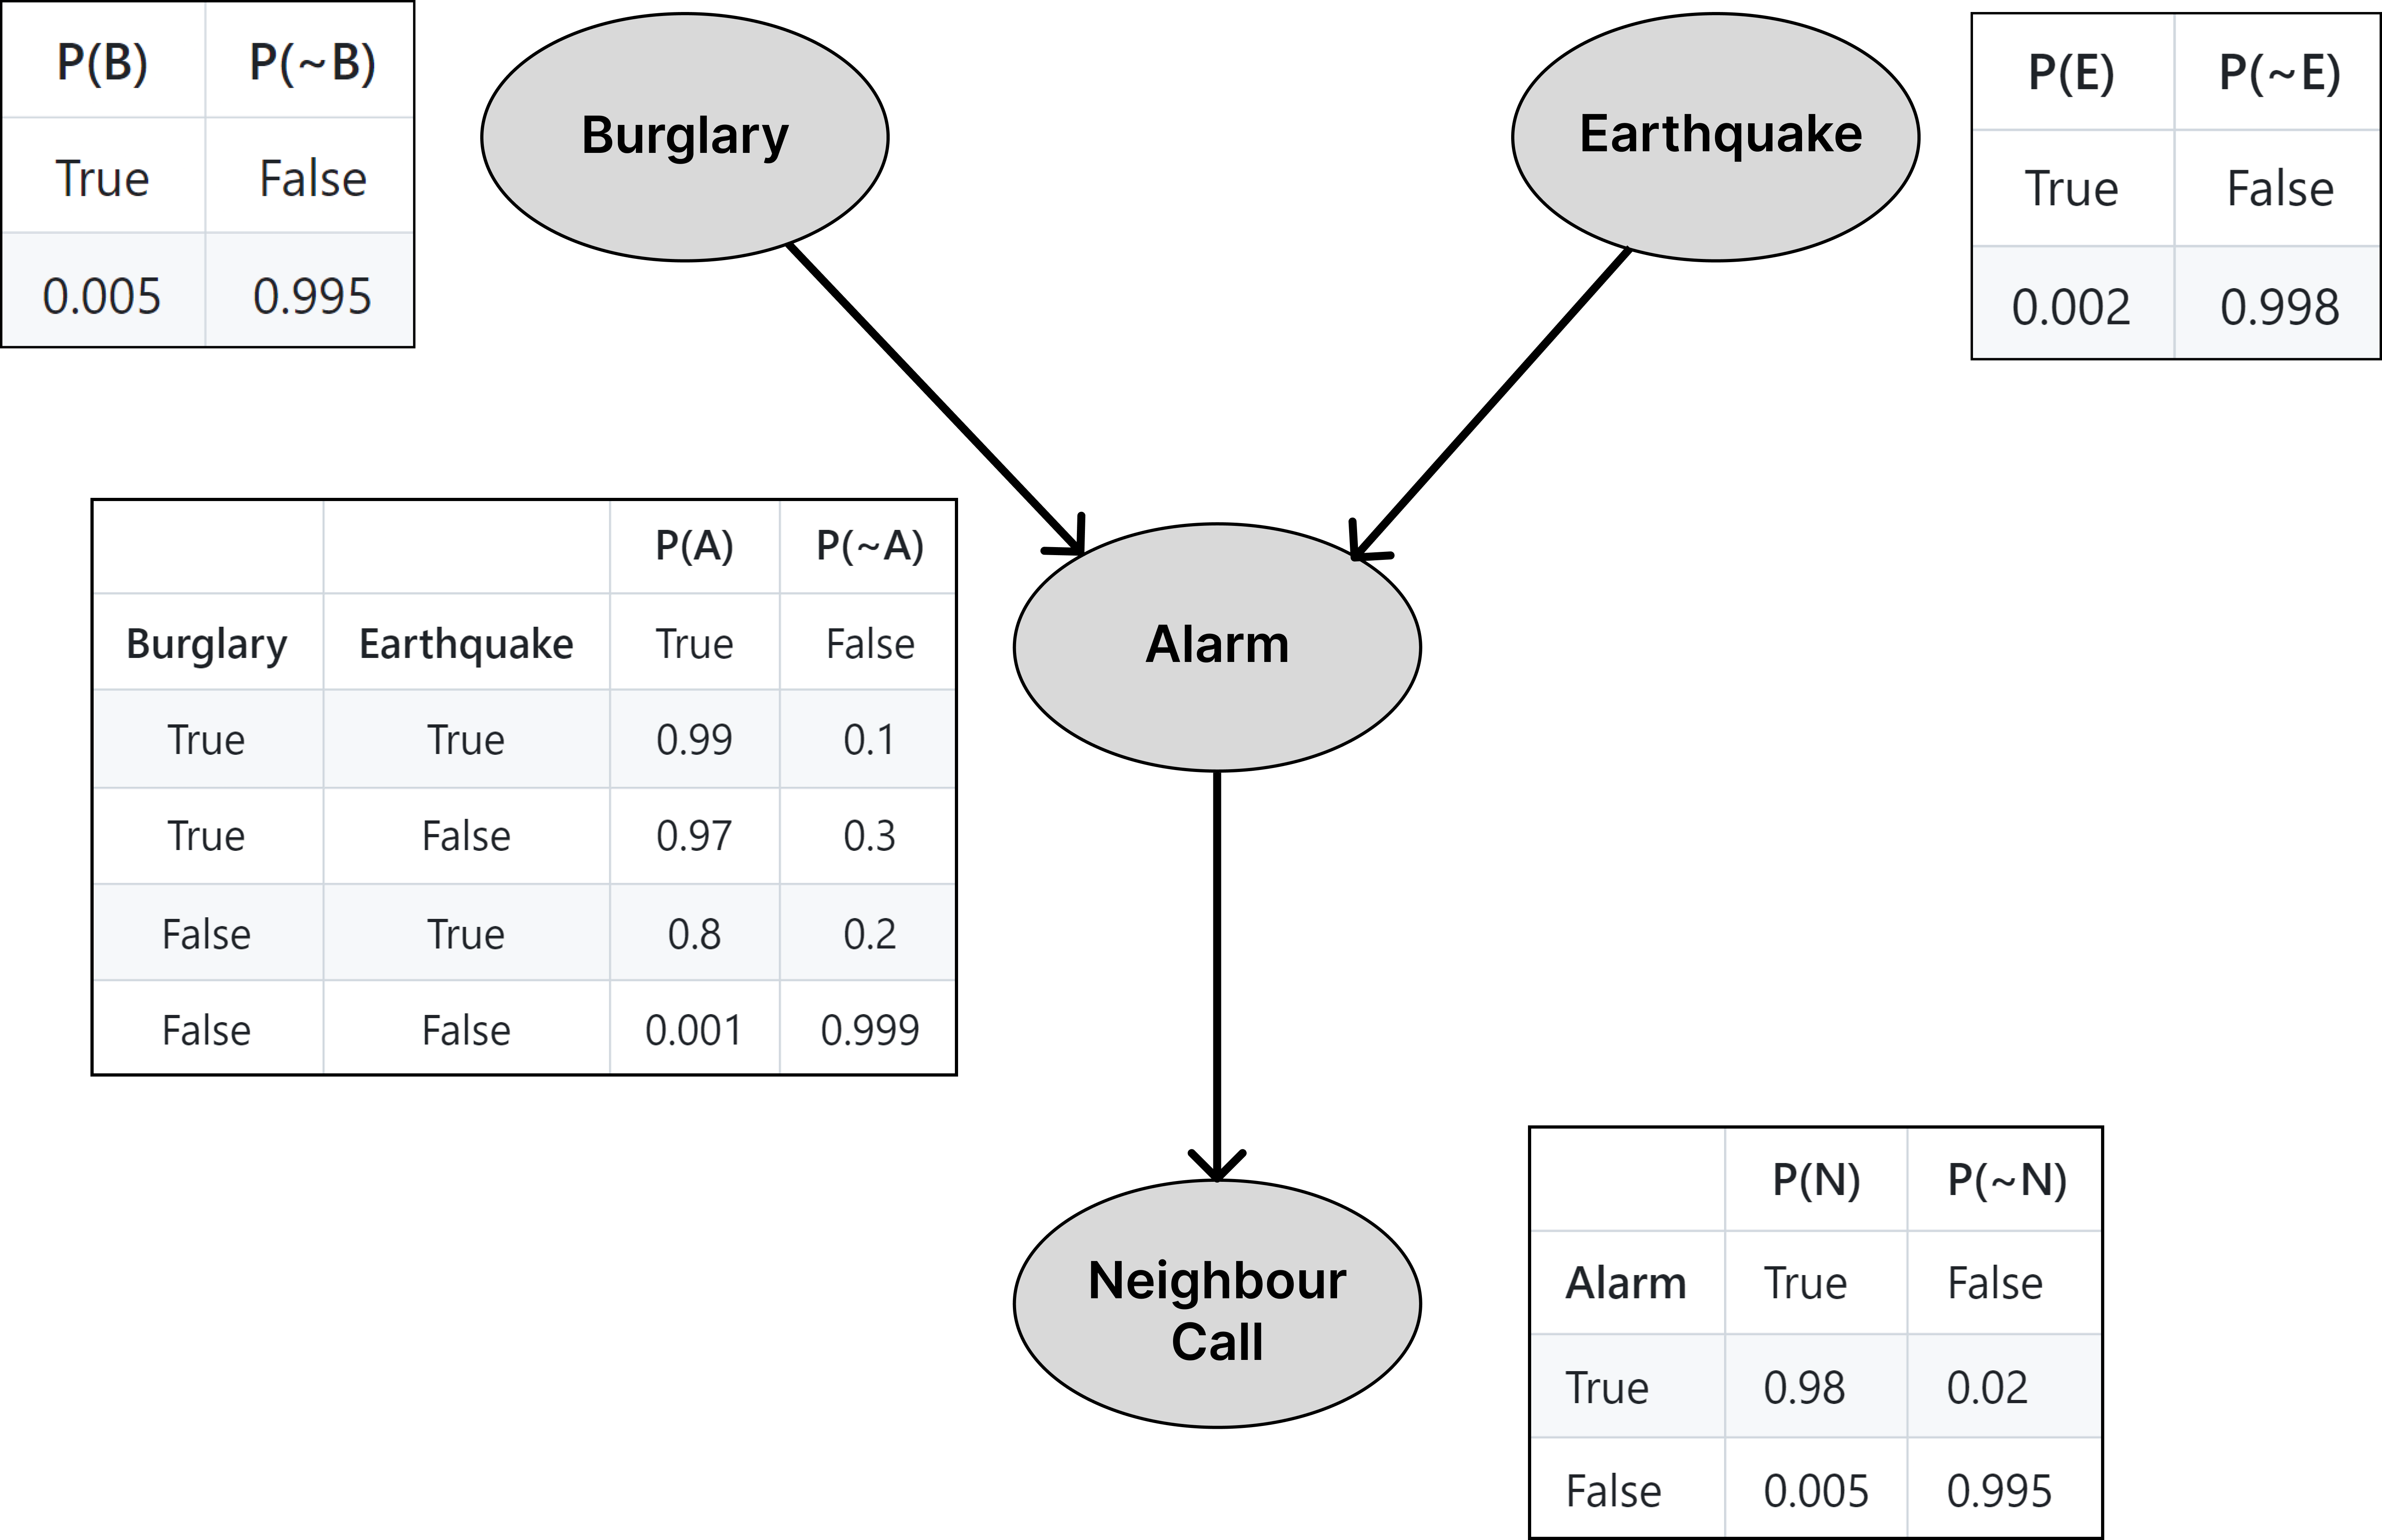 P(B) P(~B)
True False
0.005 0.995
Burglary
Earthquake
P(E) P(~E)
True False
0.002 0.998
P(A) P(~A)
Burglary Earthquake True False
True True 0.99 0.1
True False 0.97 0.3
False True 0.8 0.2
False False 0.001 0.999
Alarm
Neighbour
Call
P(N) P(~N)
Alarm True False
True 0.98 0.02
False 0.005 0.995